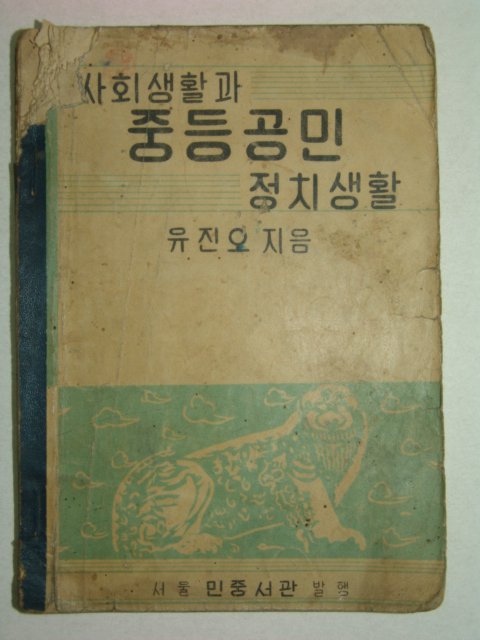 사회생활과
중등공민
정치생활
유진오 지음
서울 민중서관 발행